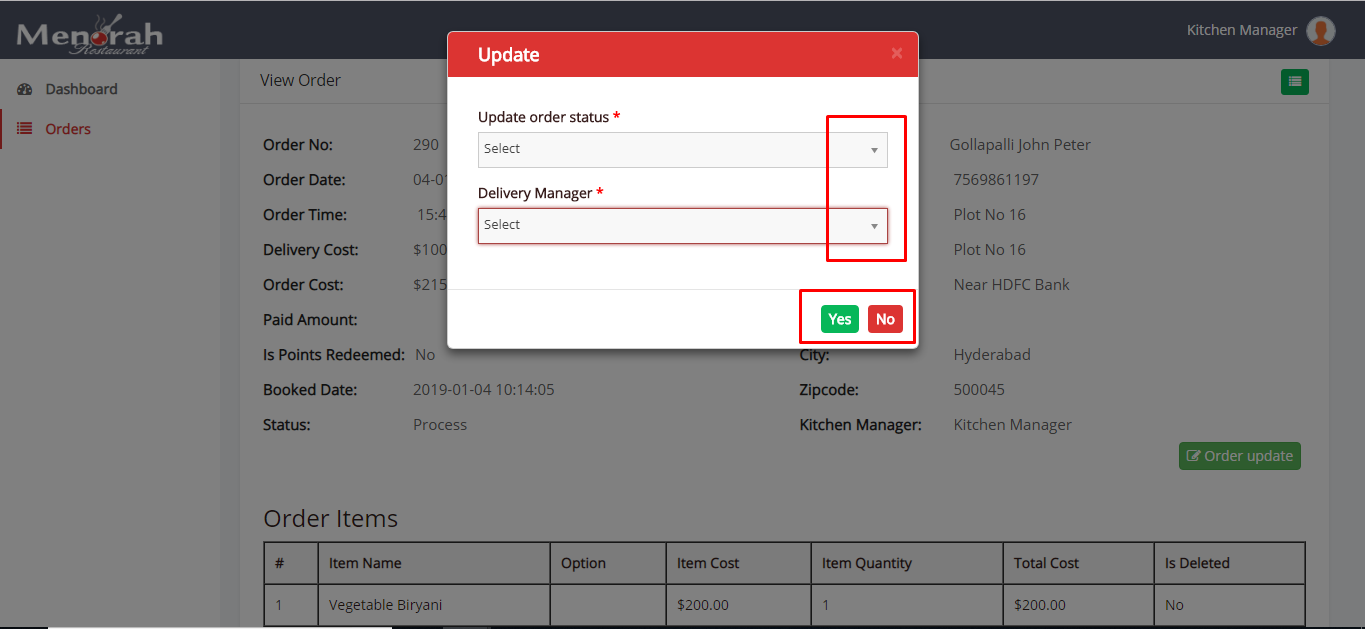 Menorah
Restaurant
Kitchen Manager
Dashboard
Orders
View Order
Update
×
Update order status *
Select
Delivery Manager *
Select
Yes No
Order No: 290 Gollapalli John Peter
Order Date: 04-01 7569861197
Order Time: 15:4 Plot No 16
Delivery Cost: $100 Plot No 16
Order Cost: $215 Near HDFC Bank
Paid Amount:
Is Points Redeemed: No City: Hyderabad
Booked Date: 2019-01-04 10:14:05 Zipcode: 500045
Status: Process Kitchen Manager: Kitchen Manager
Order update
Order Items
# Item Name Option Item Cost Item Quantity Total Cost Is Deleted
1 Vegetable Biryani $200.00 1 $200.00 No